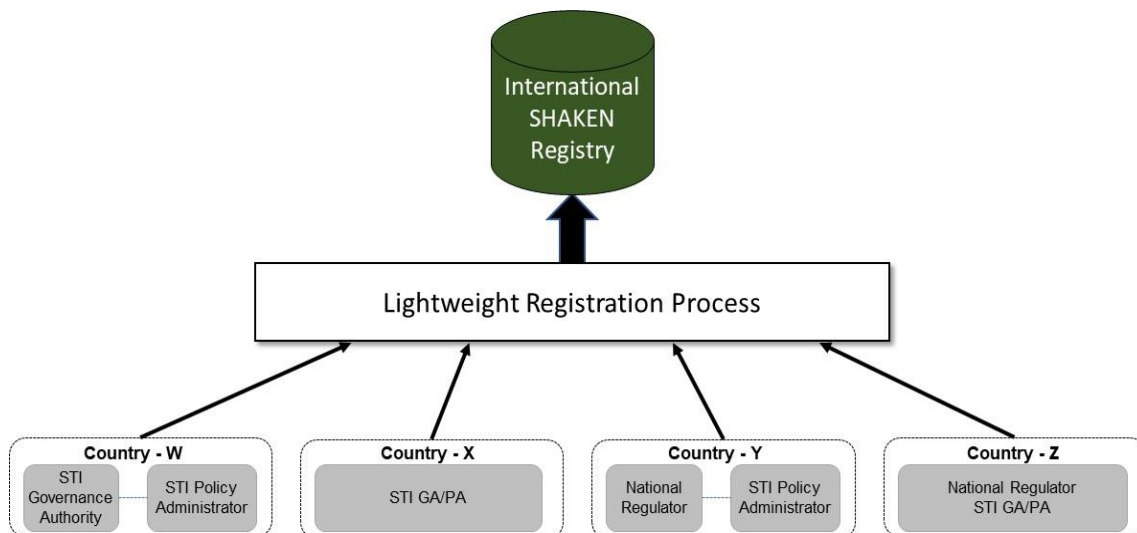 International
SHAKEN
Registry
Lightweight Registration Process
Country - W
STI
Governance
Authority
STI Policy
Administrator
Country - X
STI GA/PA
Country - Y
National
Regulator
STI Policy
Administrator
Country - Z
National Regulator
STI GA/PA